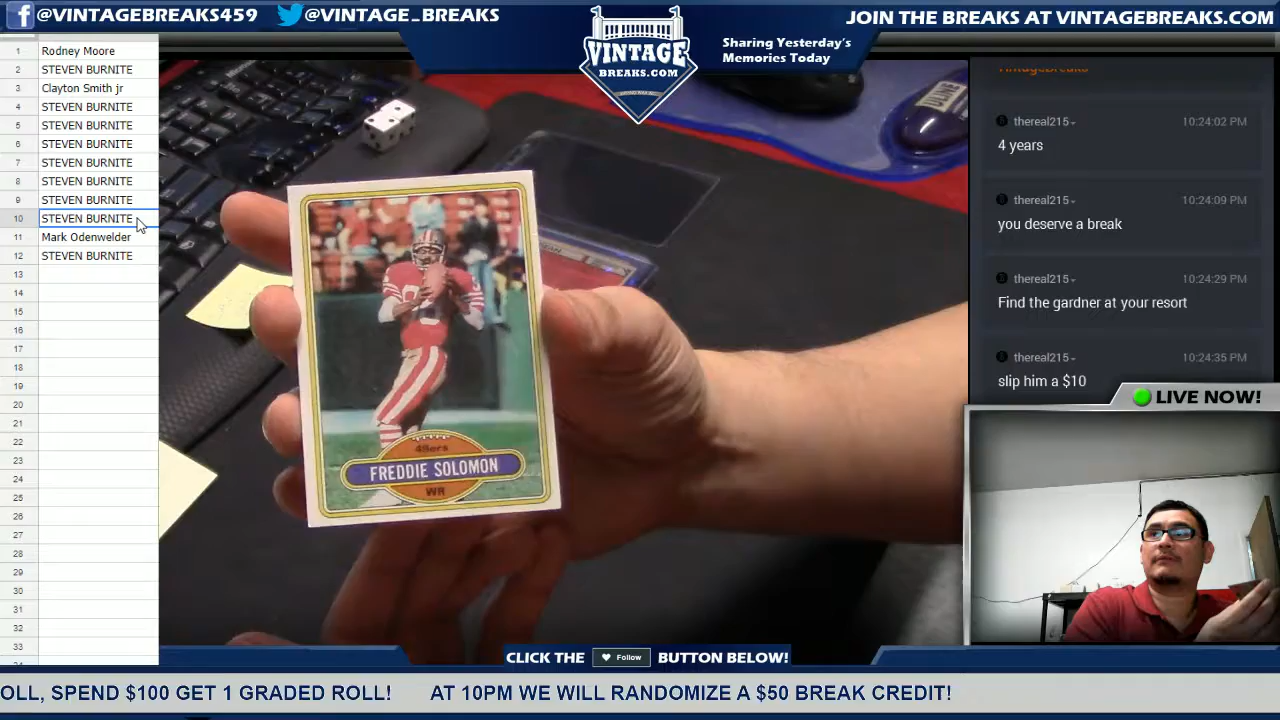 @VINTAGEBREAKS459
@VINTAGE_BREAKS
VINTAGE
BREAKS.COM
Sharing Yesterday's
Memories Today
JOIN THE BREAKS AT VINTAGEBREAKS.COM
1 Rodney Moore
2 STEVEN BURNITE
3 Clayton Smith jr
4 STEVEN BURNITE
5 STEVEN BURNITE
6 STEVEN BURNITE
7 STEVEN BURNITE
8 STEVEN BURNITE
9 STEVEN BURNITE
10 STEVEN BURNITE
11 Mark Odenwelder
12 STEVEN BURNITE
13
14
15
16
17
18
19
20
21
22
23
24
25
26
27
28
29
30
31
32
33
49ers
FREDDIE SOLOMON
WR
thereal215 10:24:02 PM
4 years
thereal215 10:24:09 PM
you deserve a break
thereal215 10:24:29 PM
Find the gardner at your resort
thereal215 10:24:35 PM
slip him a $10
LIVE NOW!
CLICK THE Follow BUTTON BELOW!
OLL, SPEND $100 GET 1 GRADED ROLL! AT 10PM WE WILL RANDOMIZE A $50 BREAK CREDIT!